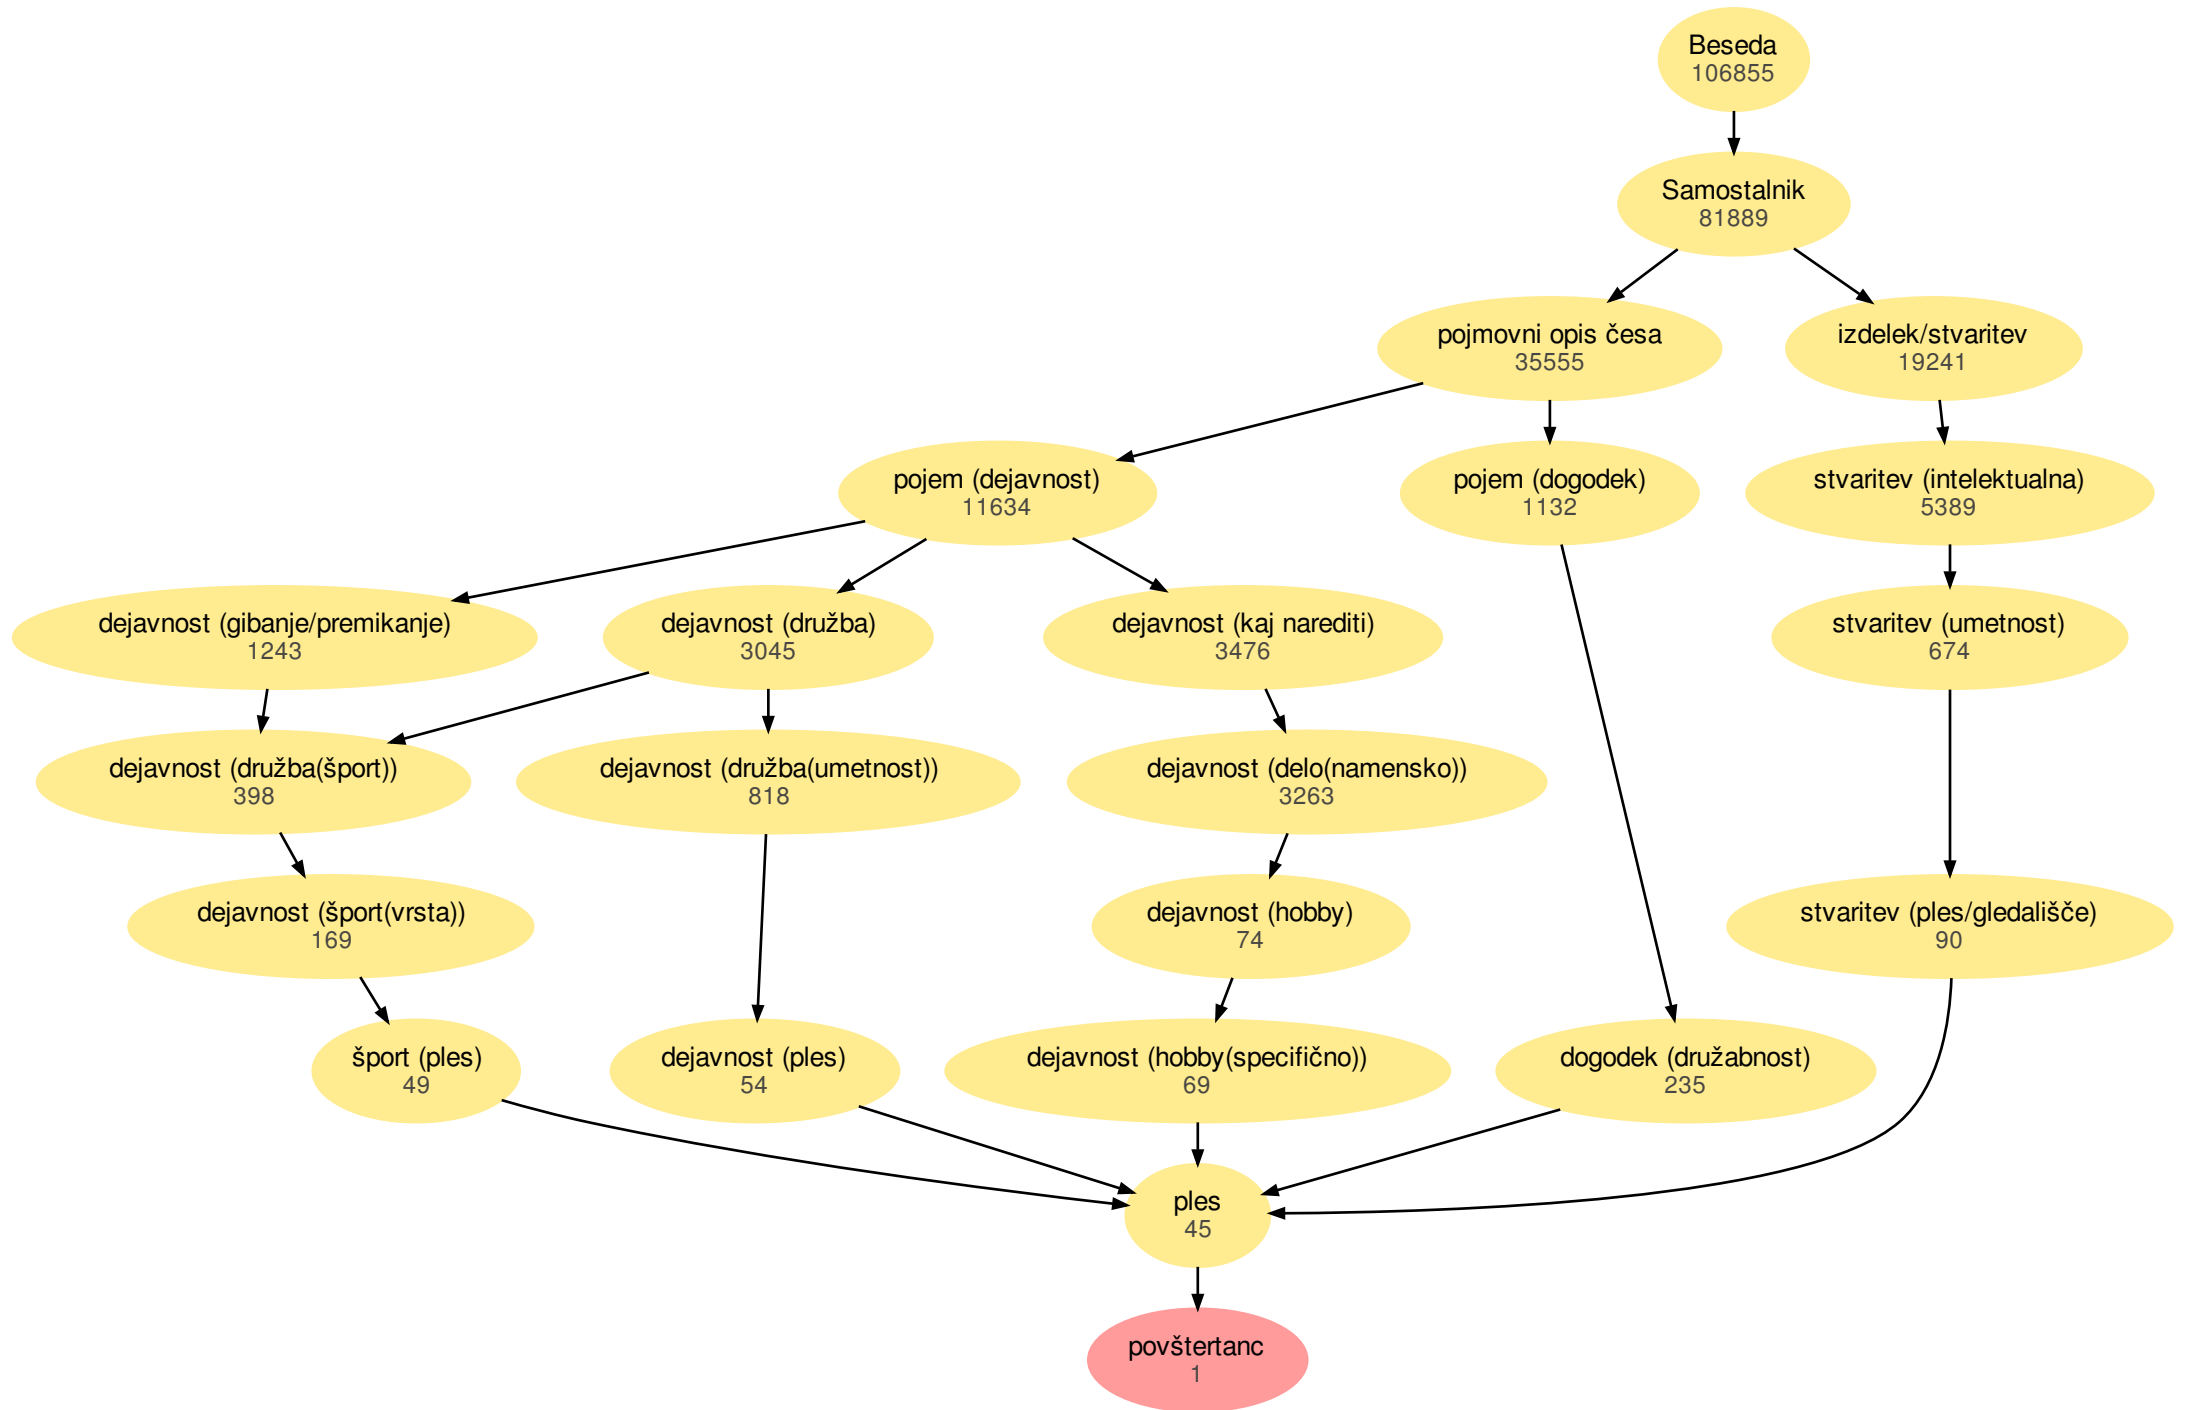 Beseda
106855
Samostalnik
81889
pojmovni opis česa
35555
izdelek/stvaritev
19241
pojem (dejavnost)
11634
pojem (dogodek)
1132
stvaritev (intelektualna)
5389
dejavnost (gibanje/premikanje)
1243
dejavnost (družba)
3045
dejavnost (kaj narediti)
3476
stvaritev (umetnost)
674
dejavnost (družba(šport))
398
dejavnost (družba(umetnost))
818
dejavnost (delo(namensko))
3263
dejavnost (šport(vrsta))
169
dejavnost (hobby)
74
stvaritev (ples/gledališče)
90
šport (ples)
49
dejavnost (ples)
54
dejavnost (hobby(specifično))
69
dogodek (družabnost)
235
ples
45
povštertanc
1